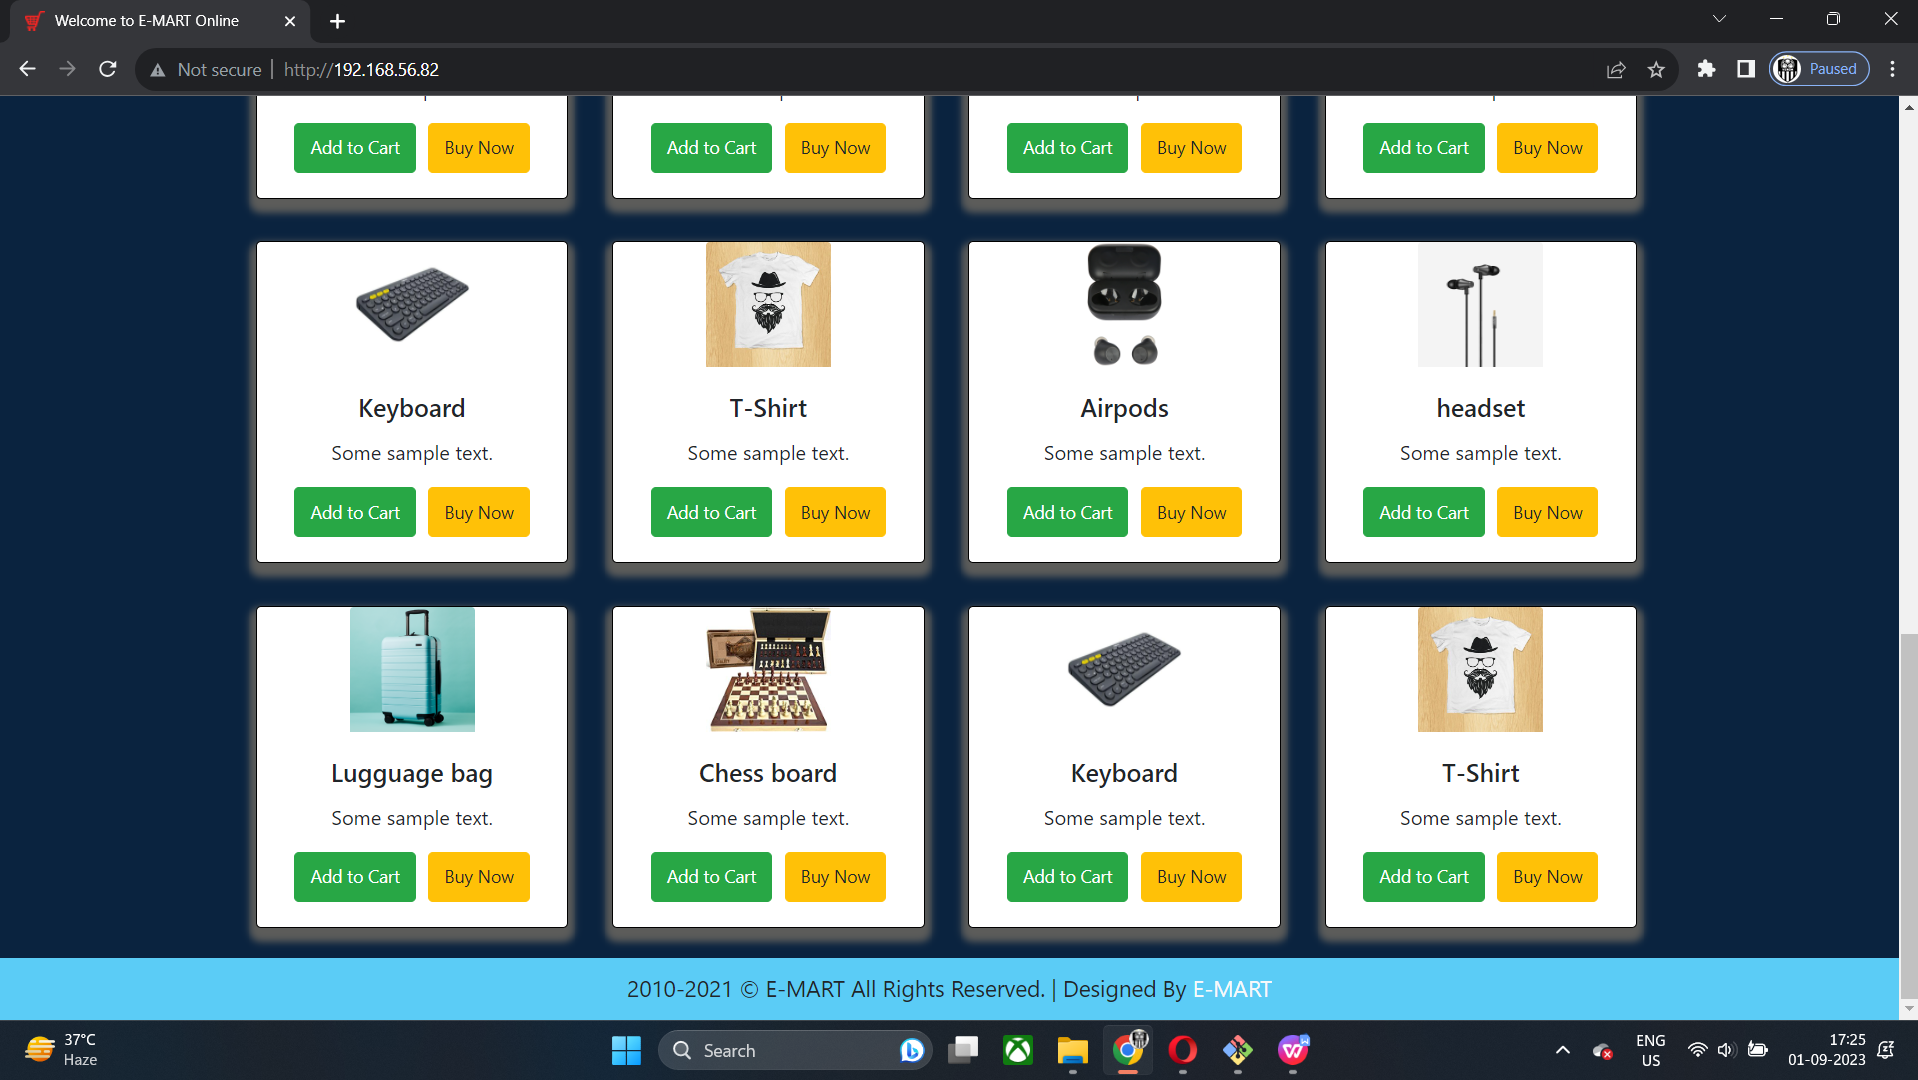 Welcome to E-MART Online
Not secure | http://192.168.56.82
Paused
Add to Cart Buy Now Add to Cart Buy Now Add to Cart Buy Now Add to Cart Buy Now
Keyboard T-Shirt Airpods headset
Some sample text. Some sample text. Some sample text. Some sample text.
Add to Cart Buy Now Add to Cart Buy Now Add to Cart Buy Now Add to Cart Buy Now
Lugguage bag Chess board Keyboard T-Shirt
Some sample text. Some sample text. Some sample text. Some sample text.
Add to Cart Buy Now Add to Cart Buy Now Add to Cart Buy Now Add to Cart Buy Now
2010-2021 © E-MART All Rights Reserved. | Designed By E-MART
37°C
Haze
Search
ENG
US
17:25
01-09-2023